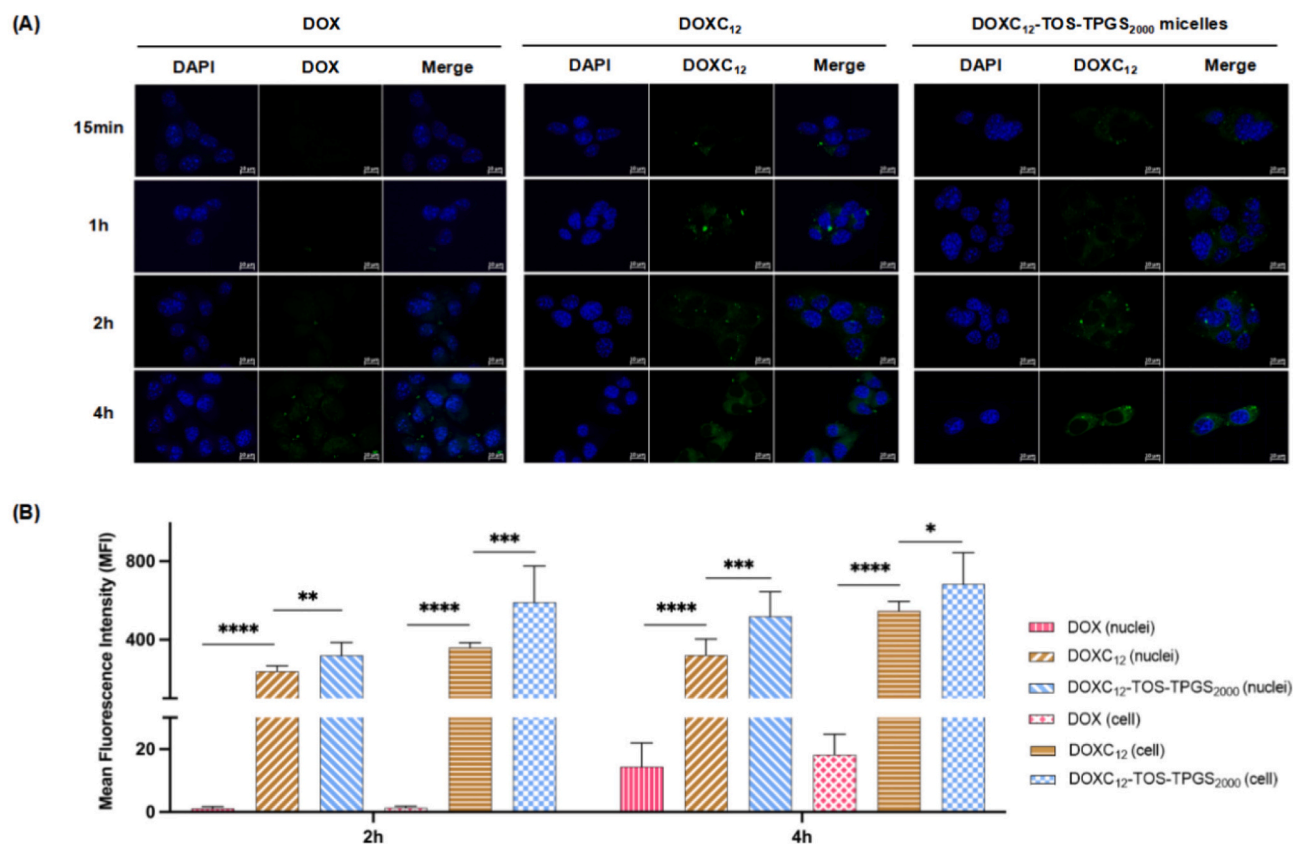 (A)
DOX DOXC₁₂ DOXC₁₂-TOS-TPGS₂₀₀₀ micelles
DAPI DOX Merge DAPI DOXC₁₂ Merge DAPI DOXC₁₂ Merge
15min
1h
2h
4h
(B)
Mean Fluorescence Intensity (MFI)
800
400
20
0
**** ** **** *** **** *** **** *
2h 4h
DOX (nuclei)
DOXC₁₂ (nuclei)
DOXC₁₂-TOS-TPGS₂₀₀₀ (nuclei)
DOX (cell)
DOXC₁₂ (cell)
DOXC₁₂-TOS-TPGS₂₀₀₀ (cell)